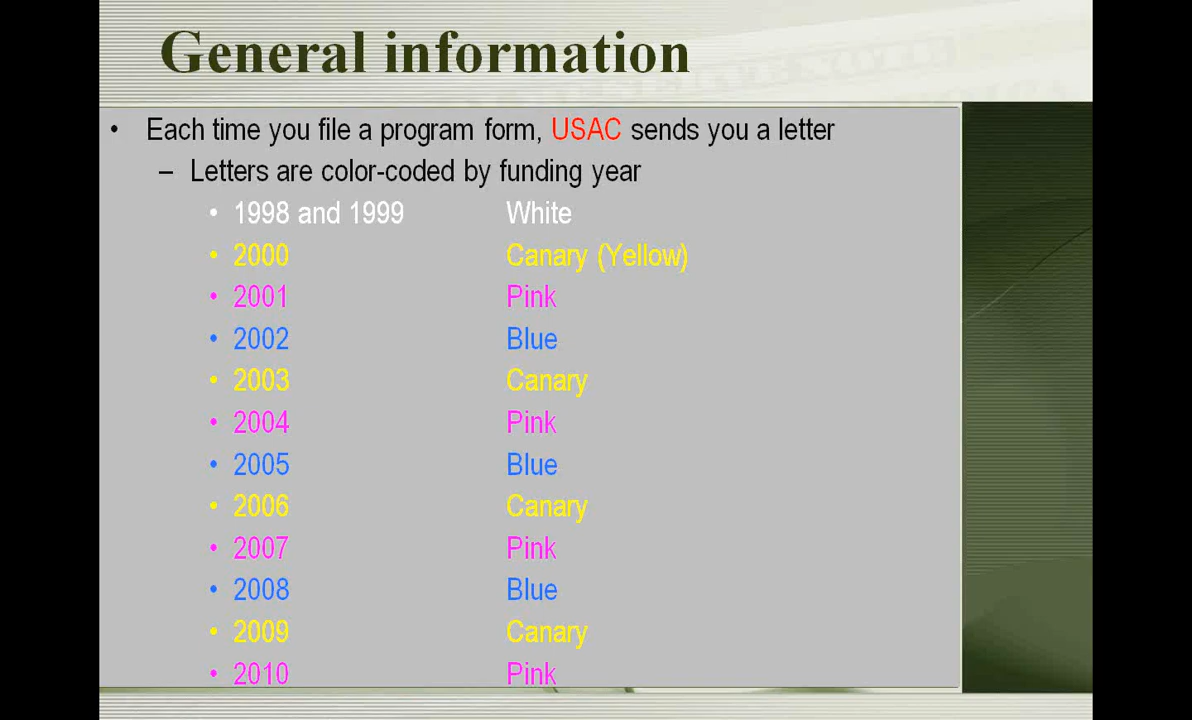 General information
• Each time you file a program form, USAC sends you a letter
– Letters are color-coded by funding year
• 1998 and 1999 White
• 2000 Canary (Yellow)
• 2001 Pink
• 2002 Blue
• 2003 Canary
• 2004 Pink
• 2005 Blue
• 2006 Canary
• 2007 Pink
• 2008 Blue
• 2009 Canary
• 2010 Pink